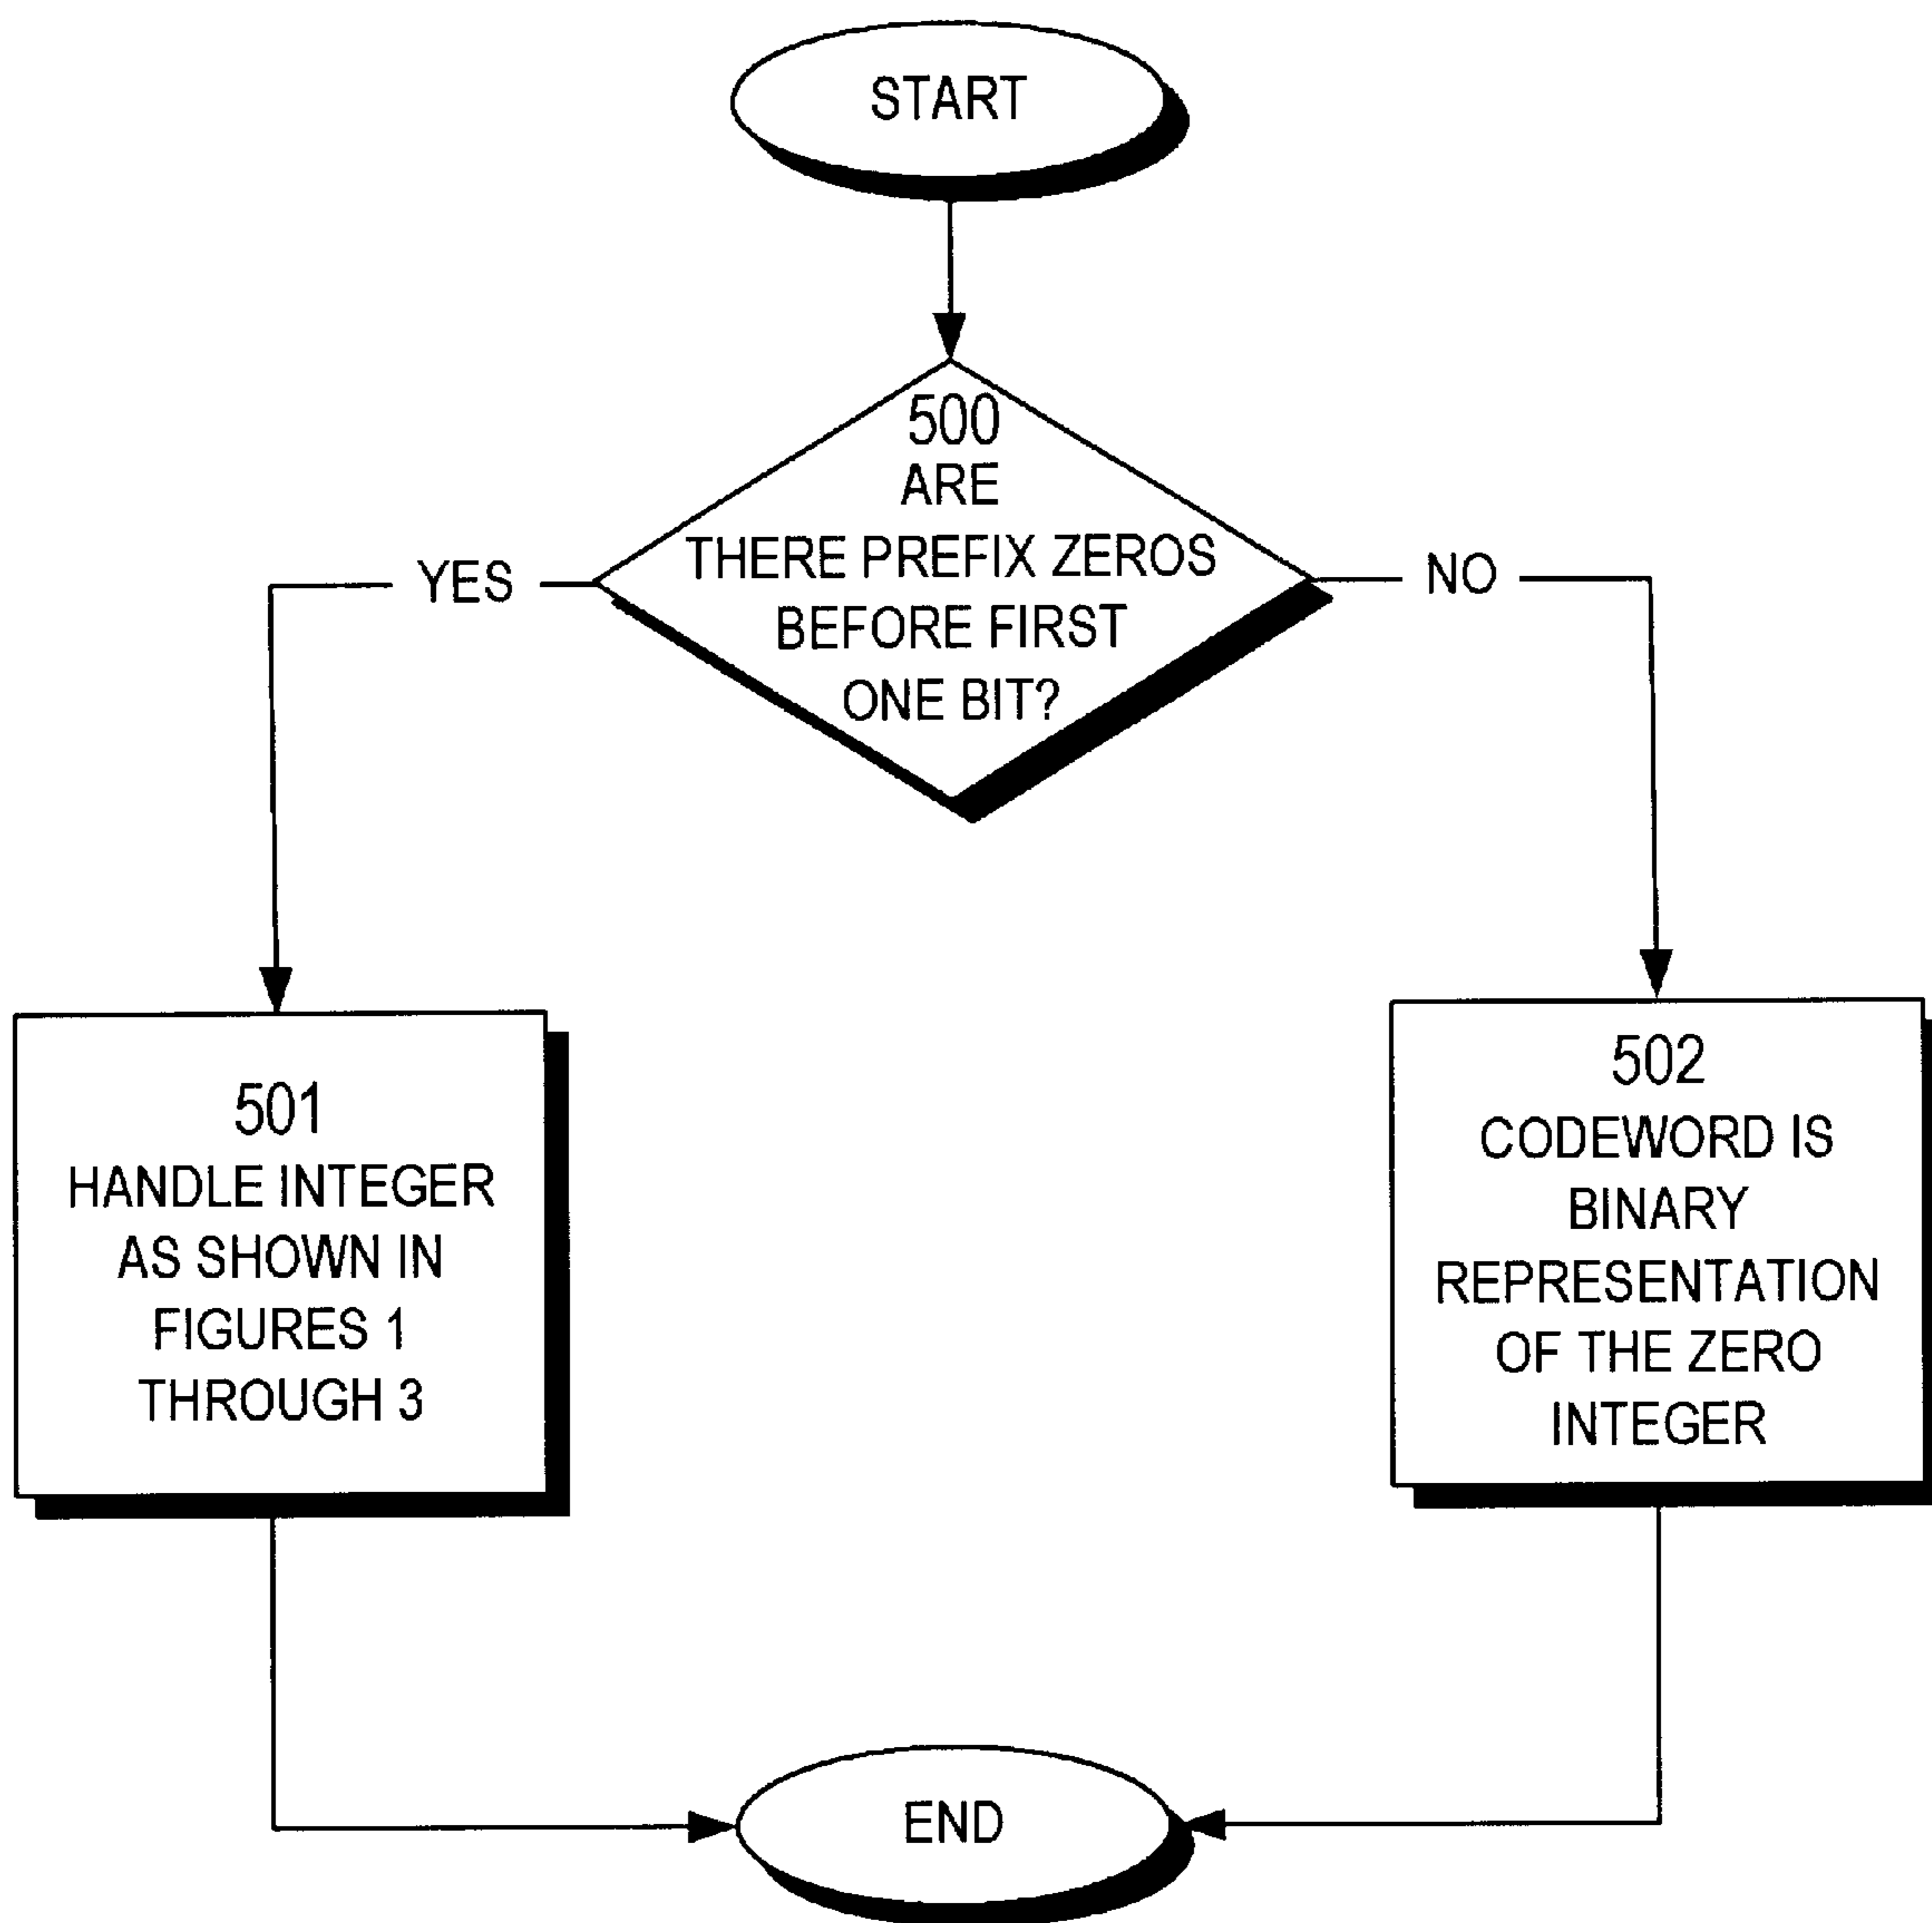 START
500
ARE
THERE PREFIX ZEROS
BEFORE FIRST
ONE BIT?
YES
NO
501
HANDLE INTEGER
AS SHOWN IN
FIGURES 1
THROUGH 3
502
CODEWORD IS
BINARY
REPRESENTATION
OF THE ZERO
INTEGER
END